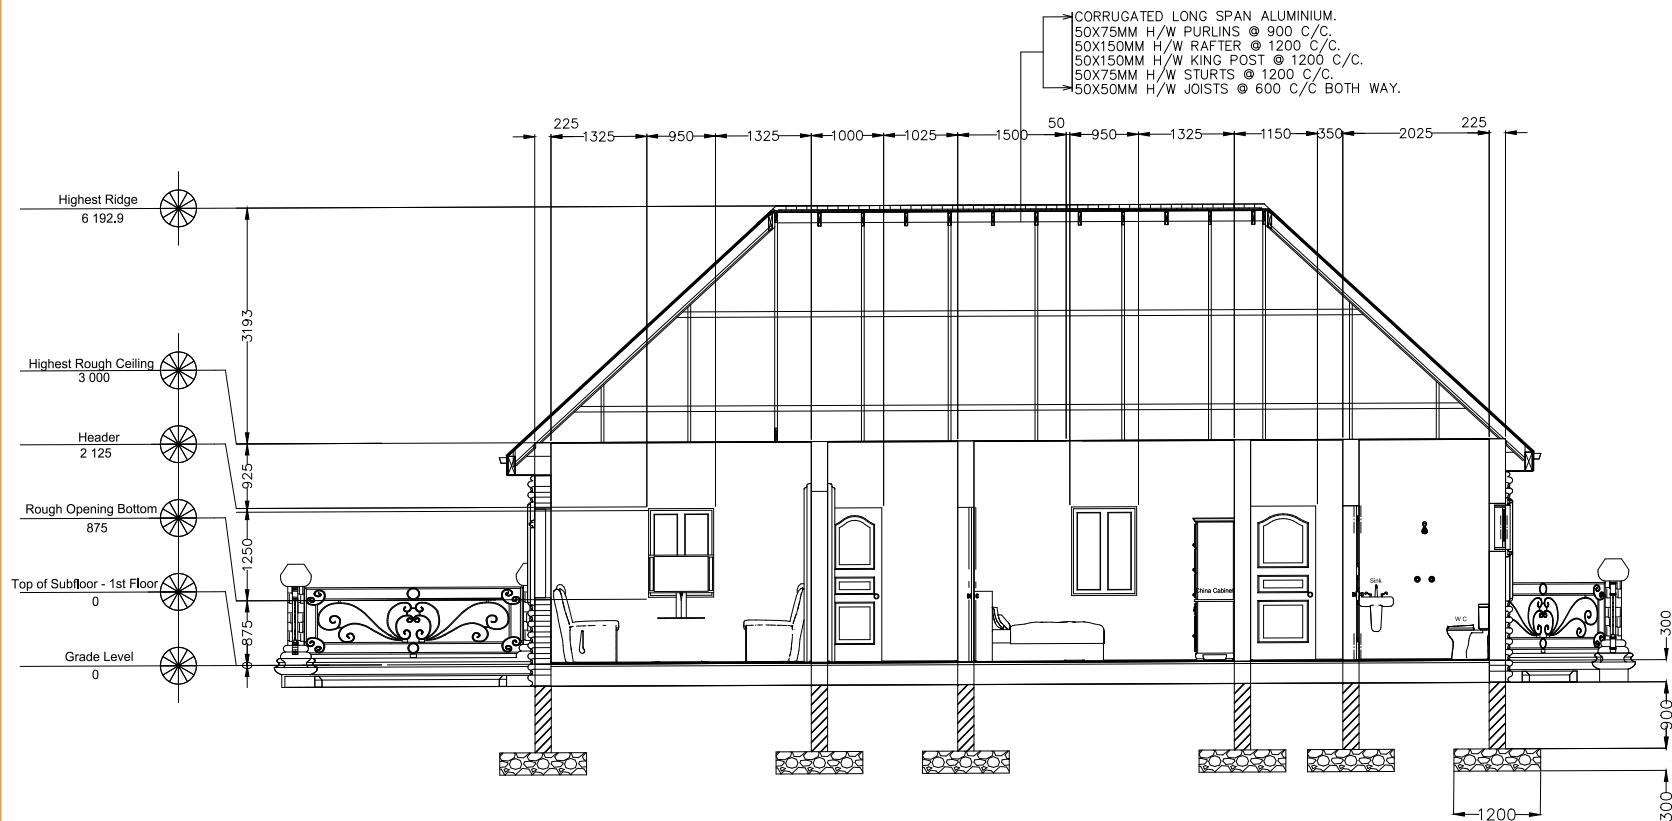 CORRUGATED LONG SPAN ALUMINIUM.
50X75MM H/W PURLINS @ 900 C/C.
50X150MM H/W RAFTER @ 1200 C/C.
50X150MM H/W KING POST @ 1200 C/C.
50X75MM H/W STURTS @ 1200 C/C.
50X50MM H/W JOISTS @ 600 C/C BOTH WAY.
225 1325 950 1325 1000 1025 1500 50 950 1325 1150 350 2025 225
Highest Ridge
6 192.9
3193
Highest Rough Ceiling
3 000
Header
2 125
925
Rough Opening Bottom
875
1250
Top of Subfloor - 1st Floor
0
875
Grade Level
0
0
China Cabinet
Sink
W C
300
900
300
1200